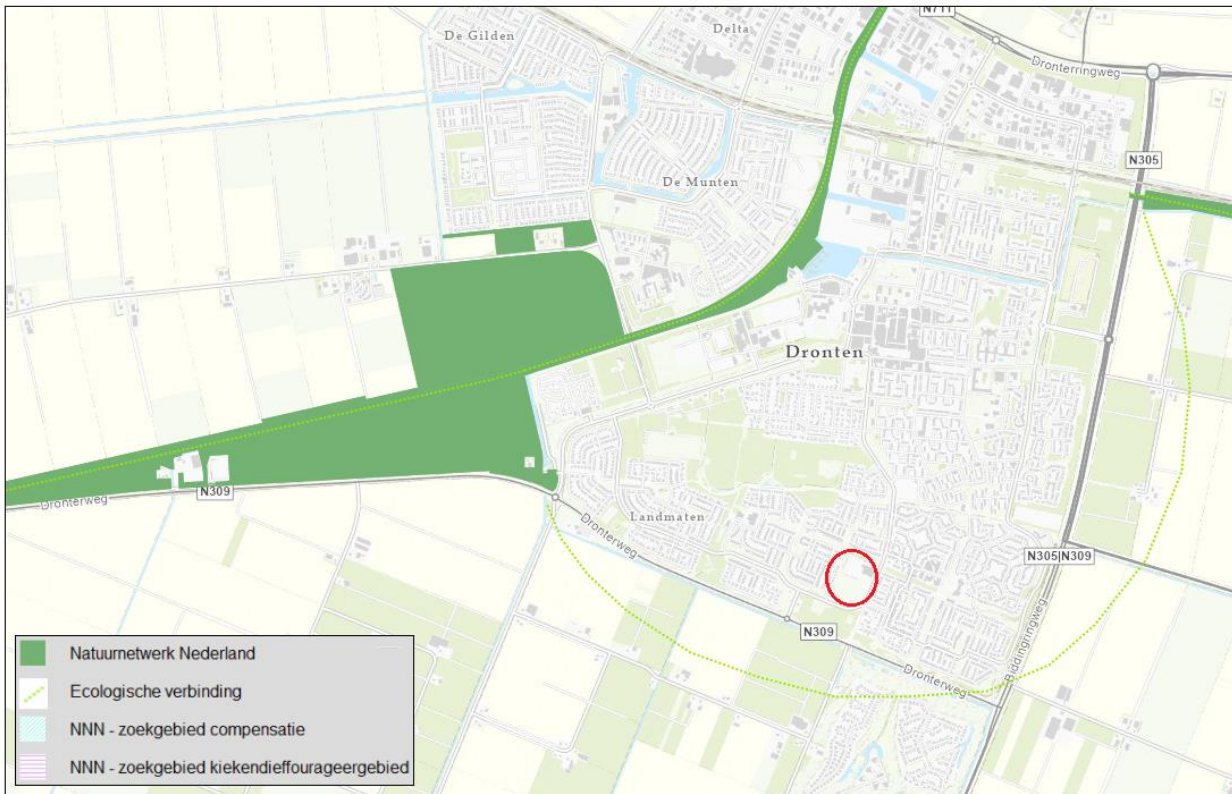 N711
De Gilden
Delta
Dronterringweg
N305
De Munten
Dronten
N309
Dronterweg
Landmaten
Dronterweg
N305|N309
N309
Dronterweg
Biddingringweg
Natuurnetwerk Nederland
Ecologische verbinding
NNN - zoekgebied compensatie
NNN - zoekgebied kiekendieffourageergebied